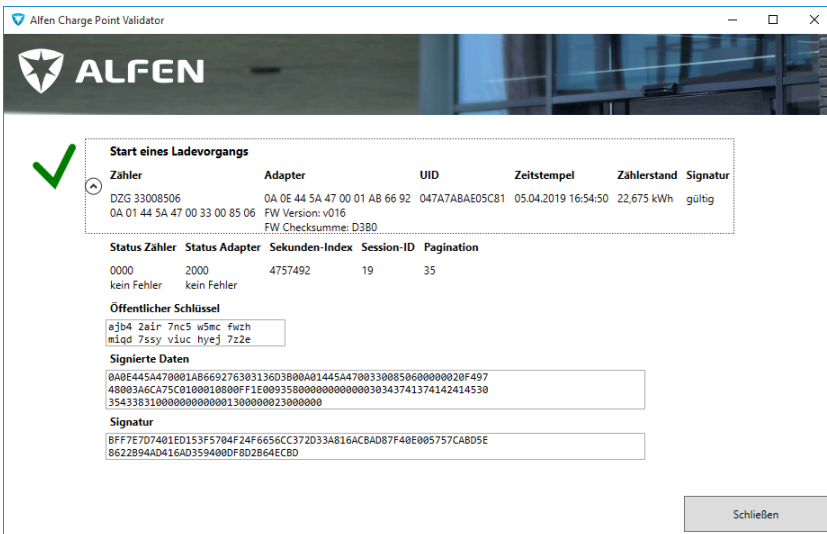 Alfen Charge Point Validator
ALFEN
Start eines Ladevorgangs
Zähler Adapter UID Zeitstempel Zählerstand Signatur
DZG 33008506 0A 0E 44 5A 47 00 01 AB 66 92 047A7ABAE05C81 05.04.2019 16:54:50 22,675 kWh gültig
0A 01 44 5A 47 00 33 00 85 06 FW Version: v016
FW Checksumme: D3B0
Status Zähler Status Adapter Sekunden-Index Session-ID Pagination
0000 2000 4757492 19 35
kein Fehler kein Fehler
Öffentlicher Schlüssel
ajb4 2air 7nc5 w5mc fwzh
miqd 7ssy viuc hyej 7z2e
Signierte Daten
0A0E445A470001AB669276303136D3B00A01445A47003300850600000020F497
48003A6CA75C0100010800FF1E00935800000000000030343741374142414530
354338310000000000001300000023000000
Signatur
BFF7E7D7401ED153F5704F24F6656CC372D33A816ACBAD87F40E005757CABD5E
8622B94AD416AD359400DF8D2B64ECBD
Schließen